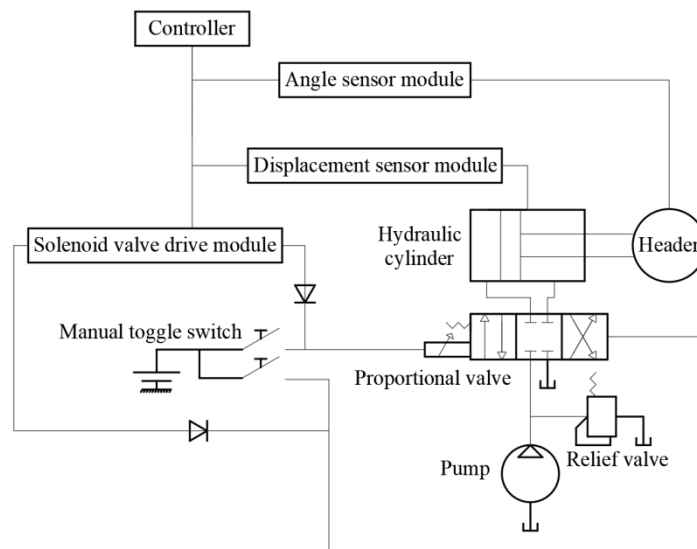 Controller
Angle sensor module
Displacement sensor module
Solenoid valve drive module
Hydraulic
cylinder
Header
Manual toggle switch
Proportional valve
Pump
Relief valve